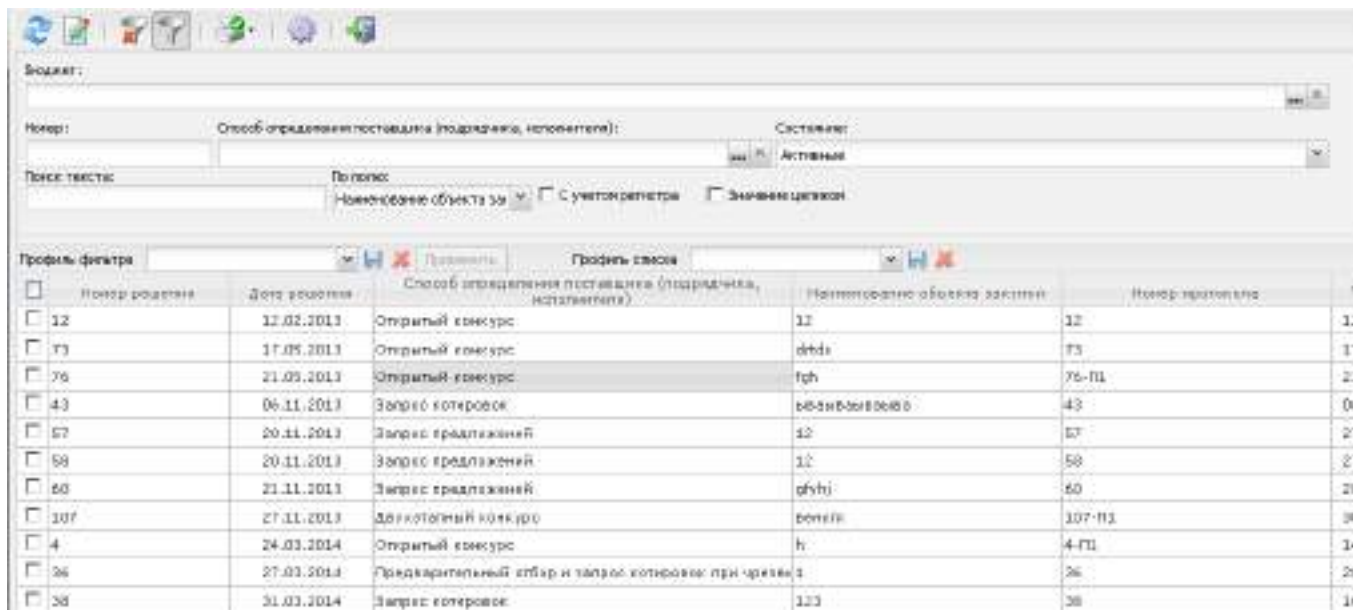 Бюджет:
Номер: Способ определения поставщика (подрядчика, исполнителя): Состояние:
Активные
Поиск текста: По полю:
Наименование объекта за С учетом регистра Значение целиком
Профиль фильтра Применить Профиль списка
Номер решения Дата решения Способ определения поставщика (подрядчика, исполнителя) Наименование объекта закупки Номер протокола
12 12.02.2013 Открытый конкурс 12 12
73 17.05.2013 Открытый конкурс 73
76 21.05.2013 Открытый конкурс fgh 76-П1
43 06.11.2013 Запрос котировок 43
57 20.11.2013 Запрос предложений 12 57
58 20.11.2013 Запрос предложений 12 58
60 21.11.2013 Запрос предложений gfyhj 60
107 27.11.2013 Двухэтапный конкурс 107-П1
4 24.03.2014 Открытый конкурс h 4-П1
36 27.03.2014 Предварительный отбор и запрос котировок при 1 36
38 31.03.2014 Запрос котировок 123 38